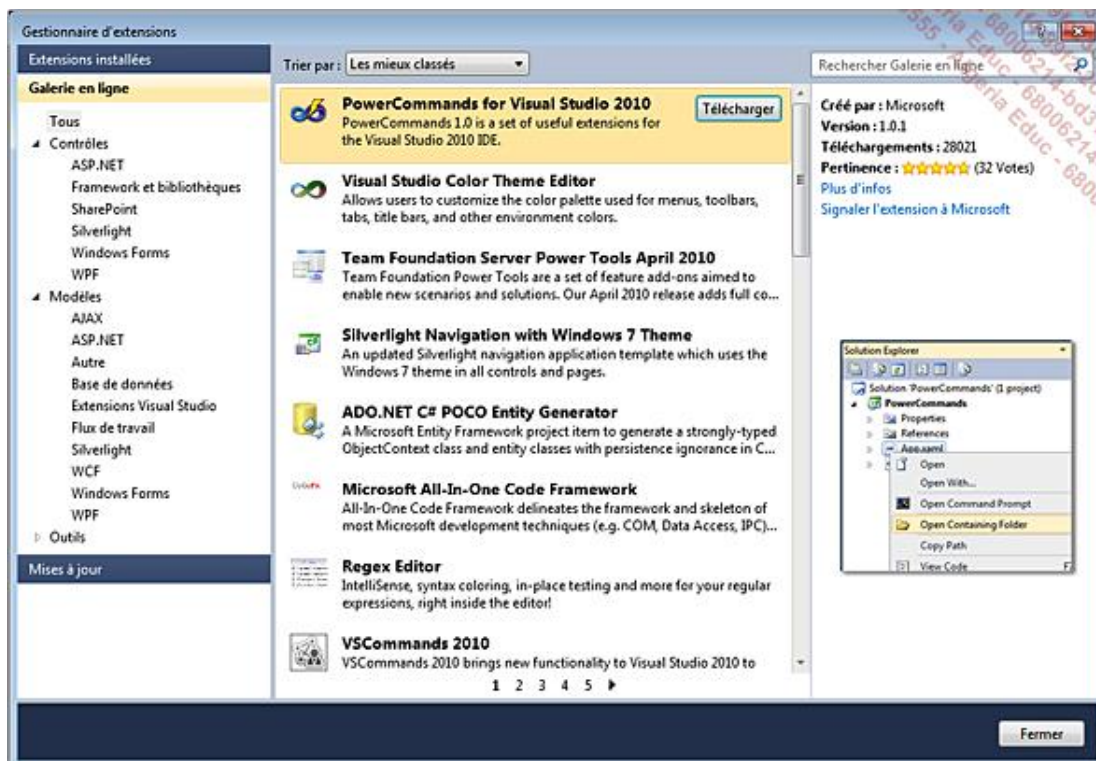 Gestionnaire d'extensions
Extensions installées
Galerie en ligne
Tous
Contrôles
ASP.NET
Framework et bibliothèques
SharePoint
Silverlight
Windows Forms
WPF
Modèles
AJAX
ASP.NET
Autre
Base de données
Extensions Visual Studio
Flux de travail
Silverlight
WCF
Windows Forms
WPF
Outils
Mises à jour
Trier par : Les mieux classés
PowerCommands for Visual Studio 2010
Télécharger
PowerCommands 1.0 is a set of useful extensions for
the Visual Studio 2010 IDE.
Visual Studio Color Theme Editor
Allows users to customize the color palette used for menus, toolbars,
tabs, title bars, and other environment colors.
Team Foundation Server Power Tools April 2010
Team Foundation Power Tools are a set of feature add-ons aimed to
enable new scenarios and solutions. Our April 2010 release adds full co...
Silverlight Navigation with Windows 7 Theme
An updated Silverlight navigation application template which uses the
Windows 7 theme in all controls and pages.
ADO.NET C# POCO Entity Generator
A Microsoft Entity Framework project item to generate a strongly-typed
ObjectContext class and entity classes with persistence ignorance in C...
Microsoft All-In-One Code Framework
All-In-One Code Framework delineates the framework and skeleton of
most Microsoft development techniques (e.g. COM, Data Access, IPC)...
Regex Editor
IntelliSense, syntax coloring, in-place testing and more for your regular
expressions, right inside the editor!
VSCommands 2010
VSCommands 2010 brings new functionality to Visual Studio 2010 to
1 2 3 4 5
Rechercher Galerie en ligne
Créé par : Microsoft
Version : 1.0.1
Téléchargements : 28021
Pertinence : (32 Votes)
Plus d'infos
Signaler l'extension à Microsoft
Solution Explorer
Solution 'PowerCommands' (1 project)
PowerCommands
Properties
References
App.xaml
Open
Open With...
Open Command Prompt
Open Containing Folder
Copy Path
View Code
Fermer